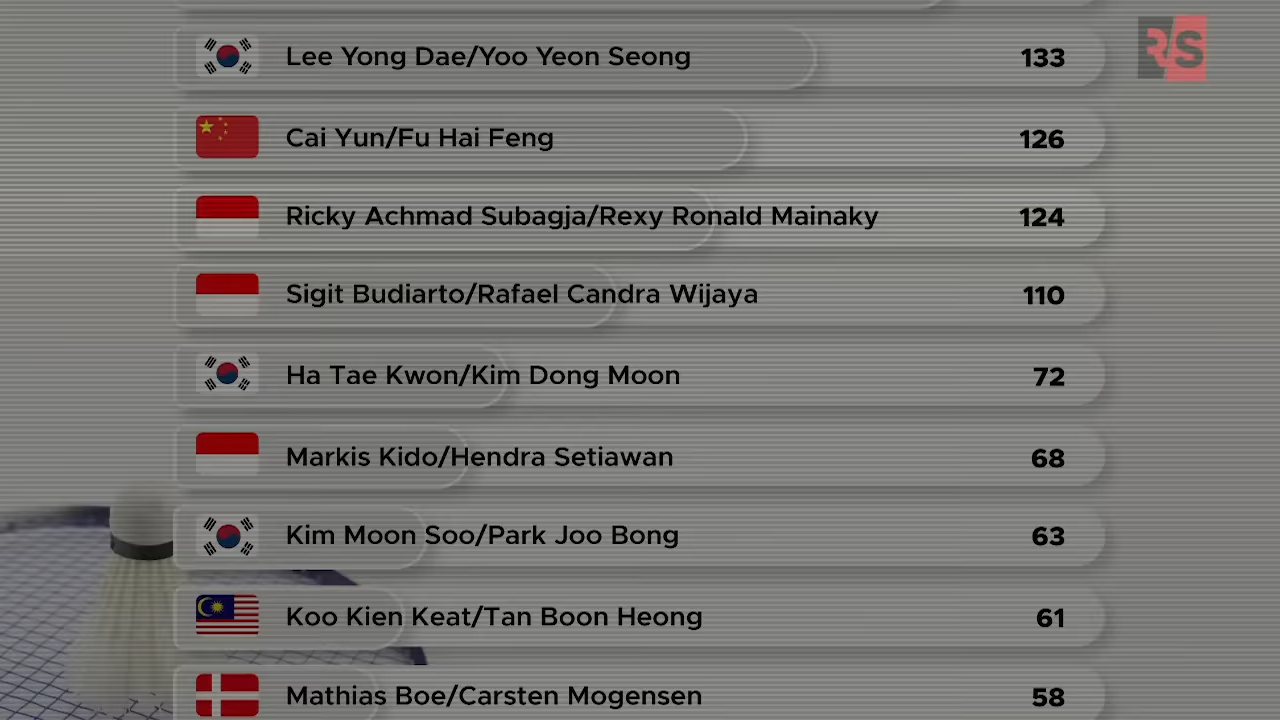 RS
Lee Yong Dae/Yoo Yeon Seong 133
Cai Yun/Fu Hai Feng 126
Ricky Achmad Subagja/Rexy Ronald Mainaky 124
Sigit Budiarto/Rafael Candra Wijaya 110
Ha Tae Kwon/Kim Dong Moon 72
Markis Kido/Hendra Setiawan 68
Kim Moon Soo/Park Joo Bong 63
Koo Kien Keat/Tan Boon Heong 61
Mathias Boe/Carsten Mogensen 58